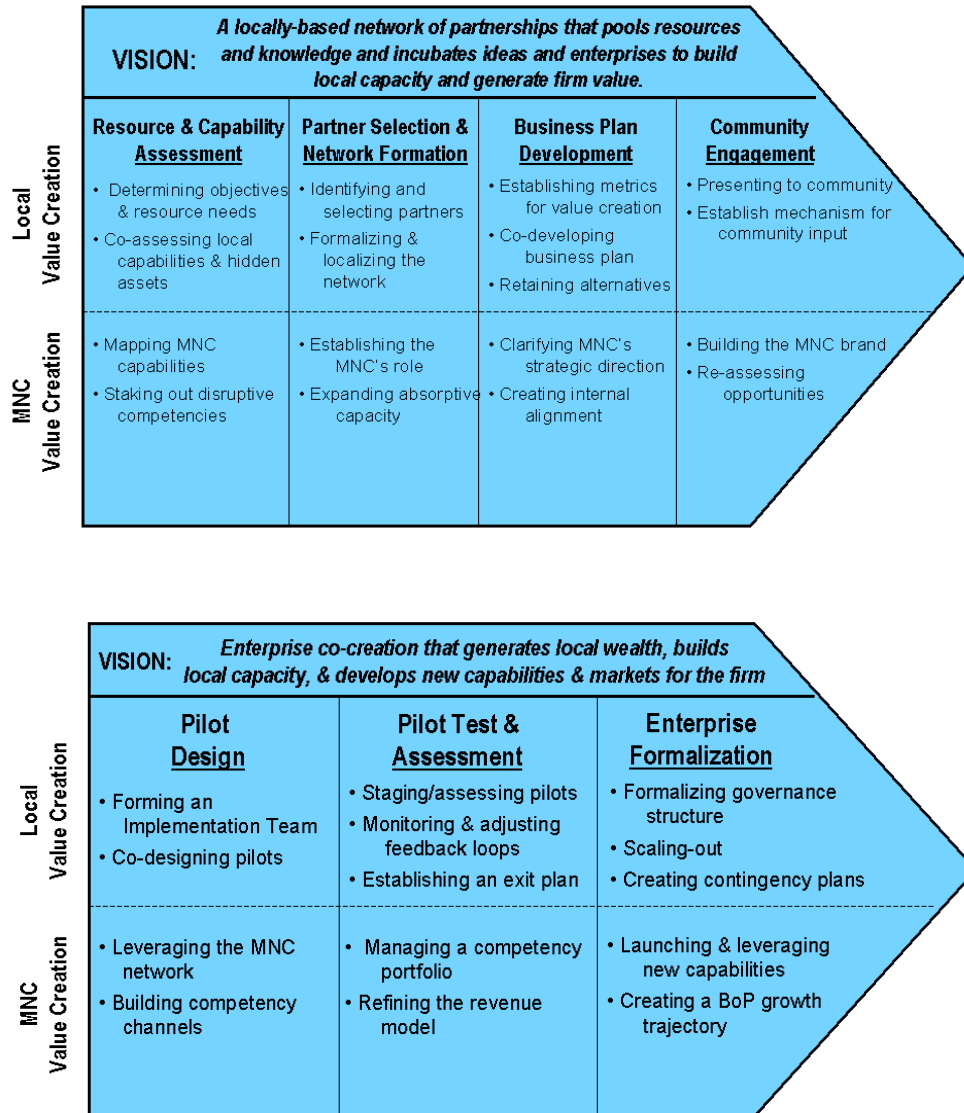 VISION:
A locally-based network of partnerships that pools resources
and knowledge and incubates ideas and enterprises to build
local capacity and generate firm value.
Local
Value Creation
Resource & Capability
Assessment
• Determining objectives
& resource needs
• Co-assessing local
capabilities & hidden
assets
Partner Selection &
Network Formation
• Identifying and
selecting partners
• Formalizing &
localizing the
network
Business Plan
Development
• Establishing metrics
for value creation
• Co-developing
business plan
• Retaining alternatives
Community
Engagement
• Presenting to community
• Establish mechanism for
community input
MNC
Value Creation
• Mapping MNC
capabilities
• Staking out disruptive
competencies
• Establishing the
MNC's role
• Expanding absorptive
capacity
• Clarifying MNC's
strategic direction
• Creating internal
alignment
• Building the MNC brand
• Re-assessing
opportunities
VISION:
Enterprise co-creation that generates local wealth, builds
local capacity, & develops new capabilities & markets for the firm
Local
Value Creation
Pilot
Design
• Forming an
Implementation Team
• Co-designing pilots
Pilot Test &
Assessment
• Staging/assessing pilots
• Monitoring & adjusting
feedback loops
• Establishing an exit plan
Enterprise
Formalization
• Formalizing governance
structure
• Scaling-out
• Creating contingency plans
MNC
Value Creation
• Leveraging the MNC
network
• Building competency
channels
• Managing a competency
portfolio
• Refining the revenue
model
• Launching & leveraging
new capabilities
• Creating a BoP growth
trajectory